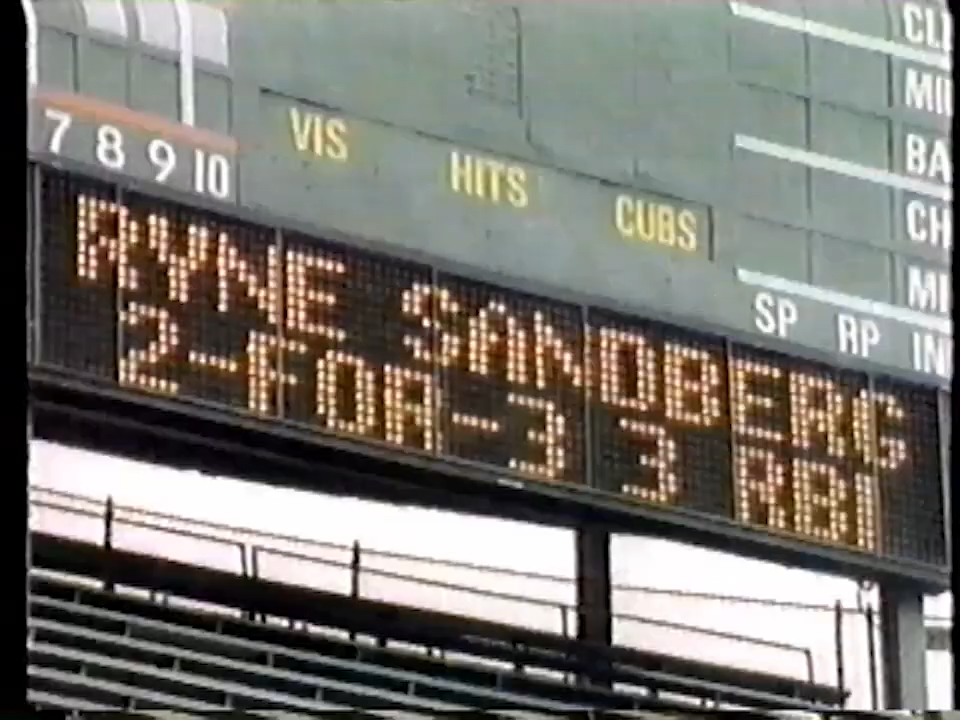 7 8 9 10
VIS HITS CUBS
SP RP
RYNE SANDBERG
2-FOR-3 3 RBI